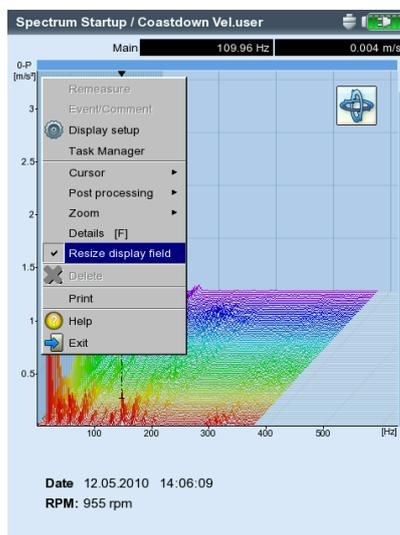 Spectrum Startup / Coastdown Vel.user
Main 109.96 Hz 0.004 m/s
0-P
[m/s²]
Remeasure
Event/Comment
3
Display setup
Task Manager
2.5
Cursor
Post processing
2
Zoom
Details [F]
1.5
Resize display field
Delete
Print
1
Help
Exit
0.5
100 200 300 400 500 [Hz]
Date 12.05.2010 14:06:09
RPM: 955 rpm